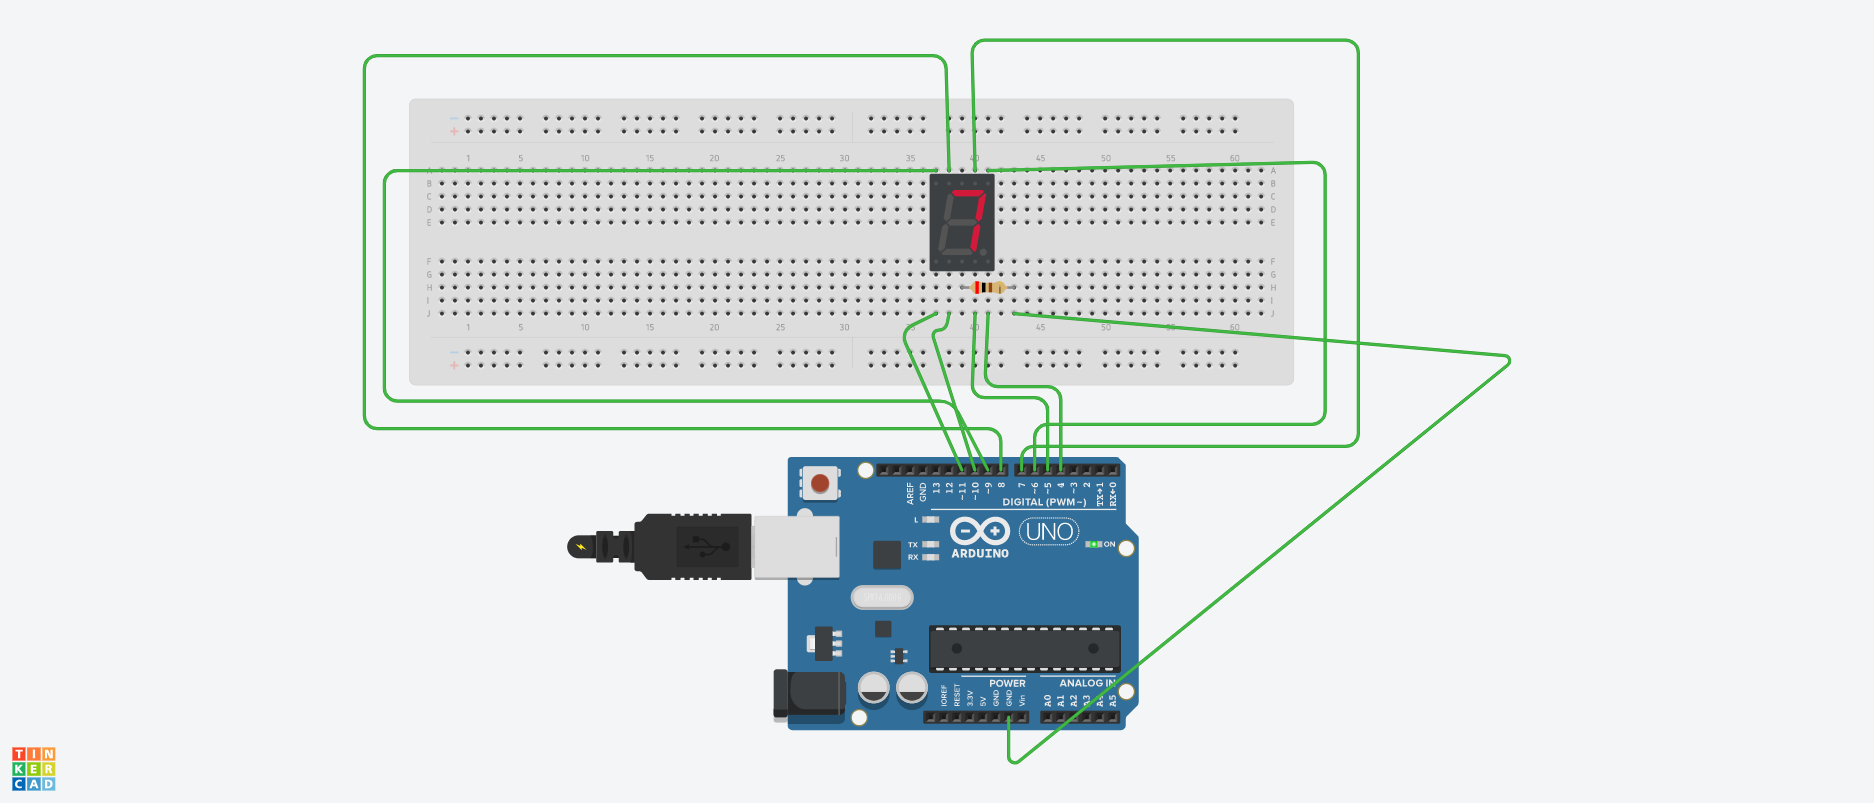 1 5 10 15 20 25 30 35 40 45 50 55 60
A A
B B
C C
D D
E E
F F
G G
H H
I I
J J
1 5 10 15 20 25 30 35 40 45 50 55 60
AREF GND 13 12 ~11 ~10 ~9 8 7 ~6 ~5 4 ~3 2 TX→1 RX←0
DIGITAL (PWM~)
L
TX
RX
ARDUINO
UNO
ON
POWER ANALOG IN
IOREF RESET 3.3V 5V GND GND Vin A0 A1 A2 A3 A4 A5
TIN
KER
CAD